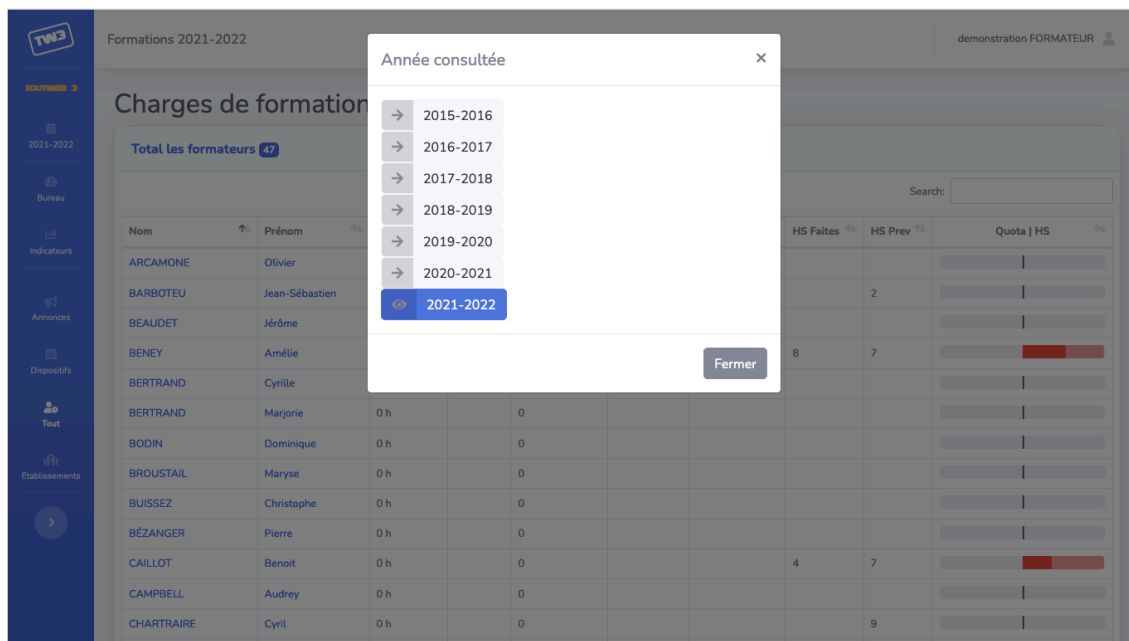 TW3
Formations 2021-2022
demonstration FORMATEUR
Année consultée
×
TOUTWEB 3
Charges de formation
2021-2022
Bureau
Indicateurs
Annonces
Dispositifs
Tout
Etablissements
2015-2016
2016-2017
2017-2018
2018-2019
2019-2020
2020-2021
2021-2022
Fermer
Total les formateurs 47
Search:
Nom Prénom HS Faites HS Prev Quota | HS
ARCAMONE Olivier
BARBOTEU Jean-Sébastien 2
BEAUDET Jérôme
BENEY Amélie 8 7
BERTRAND Cyrille
BERTRAND Marjorie 0 h 0
BODIN Dominique 0 h 0
BROUSTAIL Maryse 0 h 0
BUISSEZ Christophe 0 h 0
BÉZANGER Pierre 0 h 0
CAILLOT Benoit 0 h 0 4 7
CAMPBELL Audrey 0 h 0
CHARTRAIRE Cyril 0 h 0 9